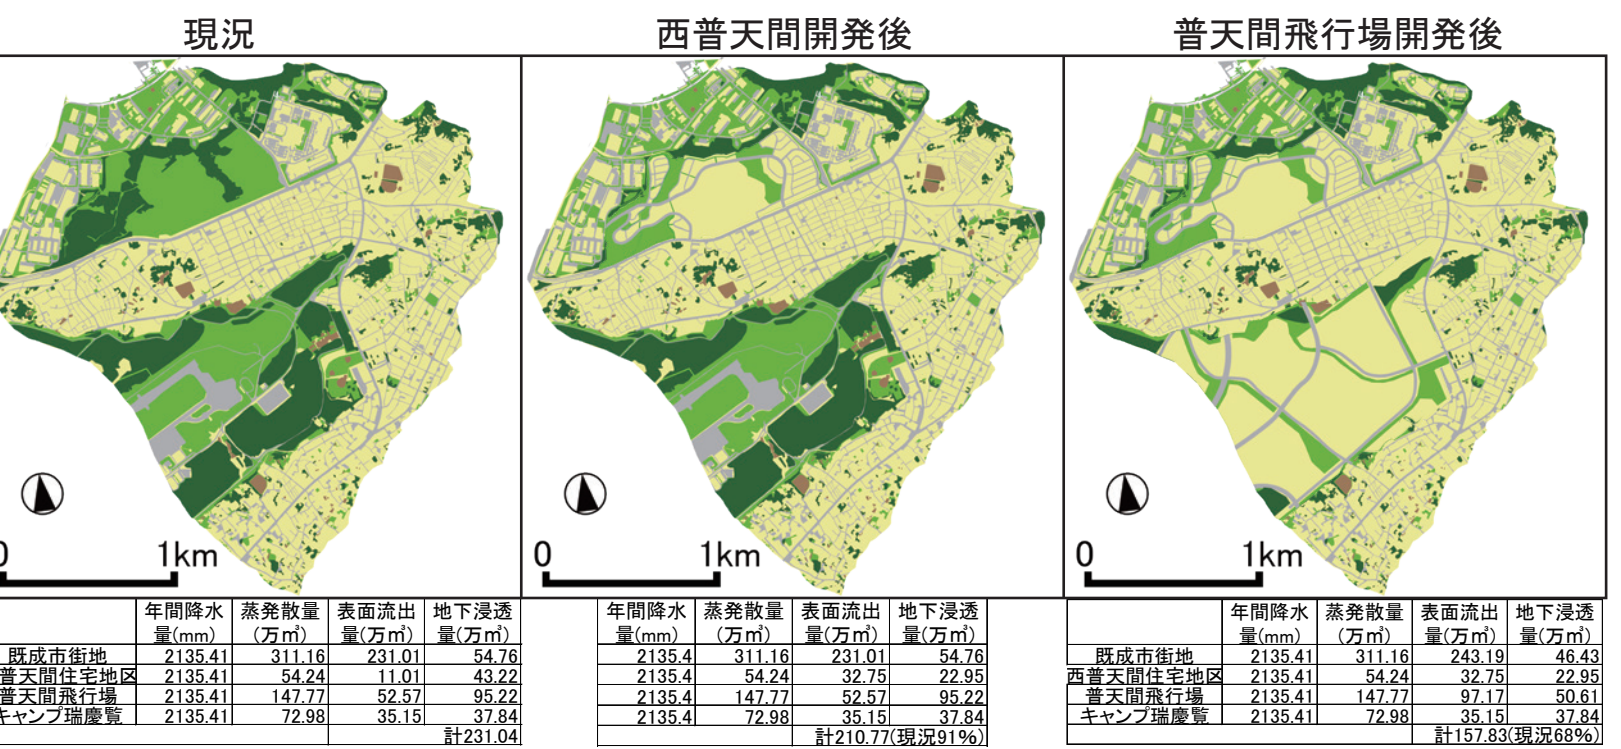 現況
西普天間開発後
普天間飛行場開発後
0 1km
0 1km
0 1km
年間降水量(mm) 蒸発散量(万㎥) 表面流出量(万㎥) 地下浸透量(万㎥)
既成市街地 2135.41 311.16 231.01 54.76
普天間住宅地区 2135.41 54.24 11.01 43.22
普天間飛行場 2135.41 147.77 52.57 95.22
キャンプ瑞慶覧 2135.41 72.98 35.15 37.84
計231.04
年間降水量(mm) 蒸発散量(万㎥) 表面流出量(万㎥) 地下浸透量(万㎥)
2135.4 311.16 231.01 54.76
2135.4 54.24 32.75 22.95
2135.4 147.77 52.57 95.22
2135.4 72.98 35.15 37.84
計210.77(現況91%)
年間降水量(mm) 蒸発散量(万㎥) 表面流出量(万㎥) 地下浸透量(万㎥)
既成市街地 2135.41 311.16 243.19 46.43
西普天間住宅地区 2135.41 54.24 32.75 22.95
普天間飛行場 2135.41 147.77 97.17 50.61
キャンプ瑞慶覧 2135.41 72.98 35.15 37.84
計157.83(現況68%)